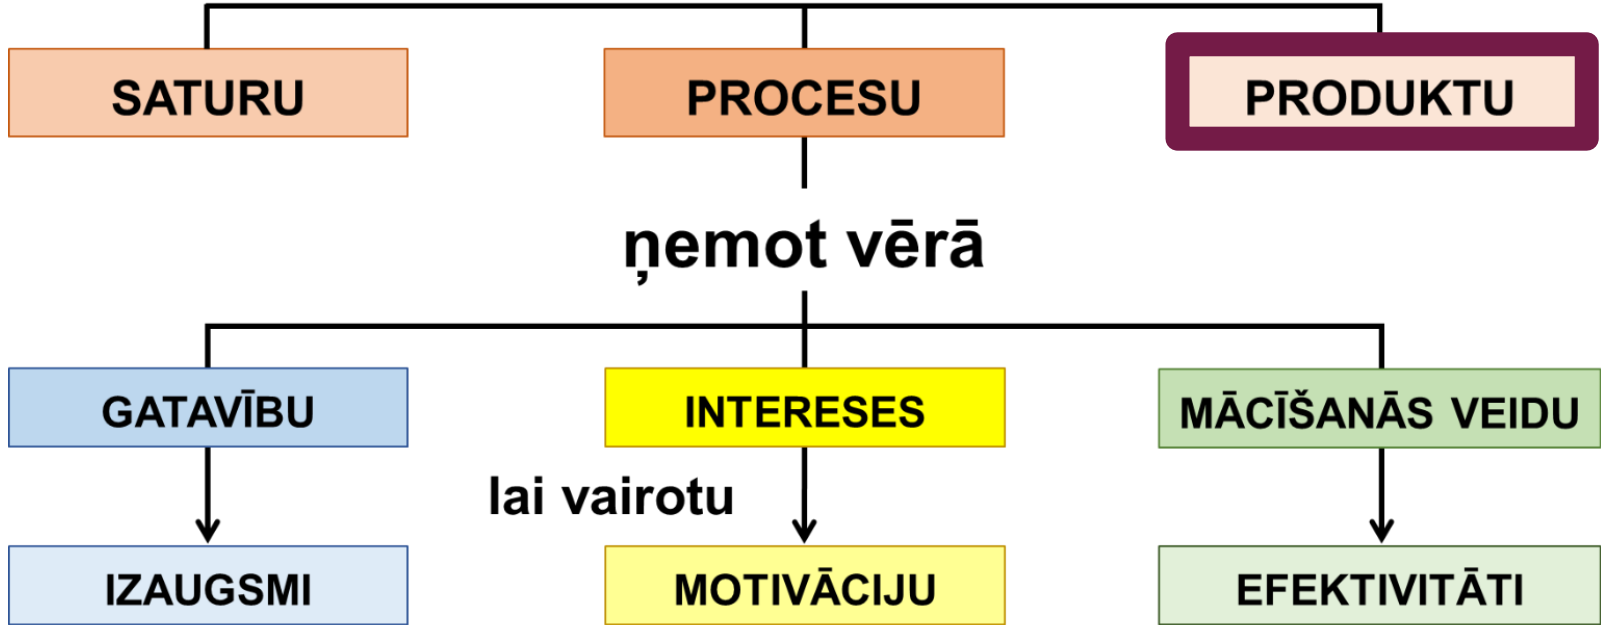 SATURU
PROCESU
PRODUKTU
ņemot vērā
GATAVĪBU
INTERESES
MĀCĪŠANĀS VEIDU
lai vairotu
IZAUGSMI
MOTIVĀCIJU
EFEKTIVITĀTI